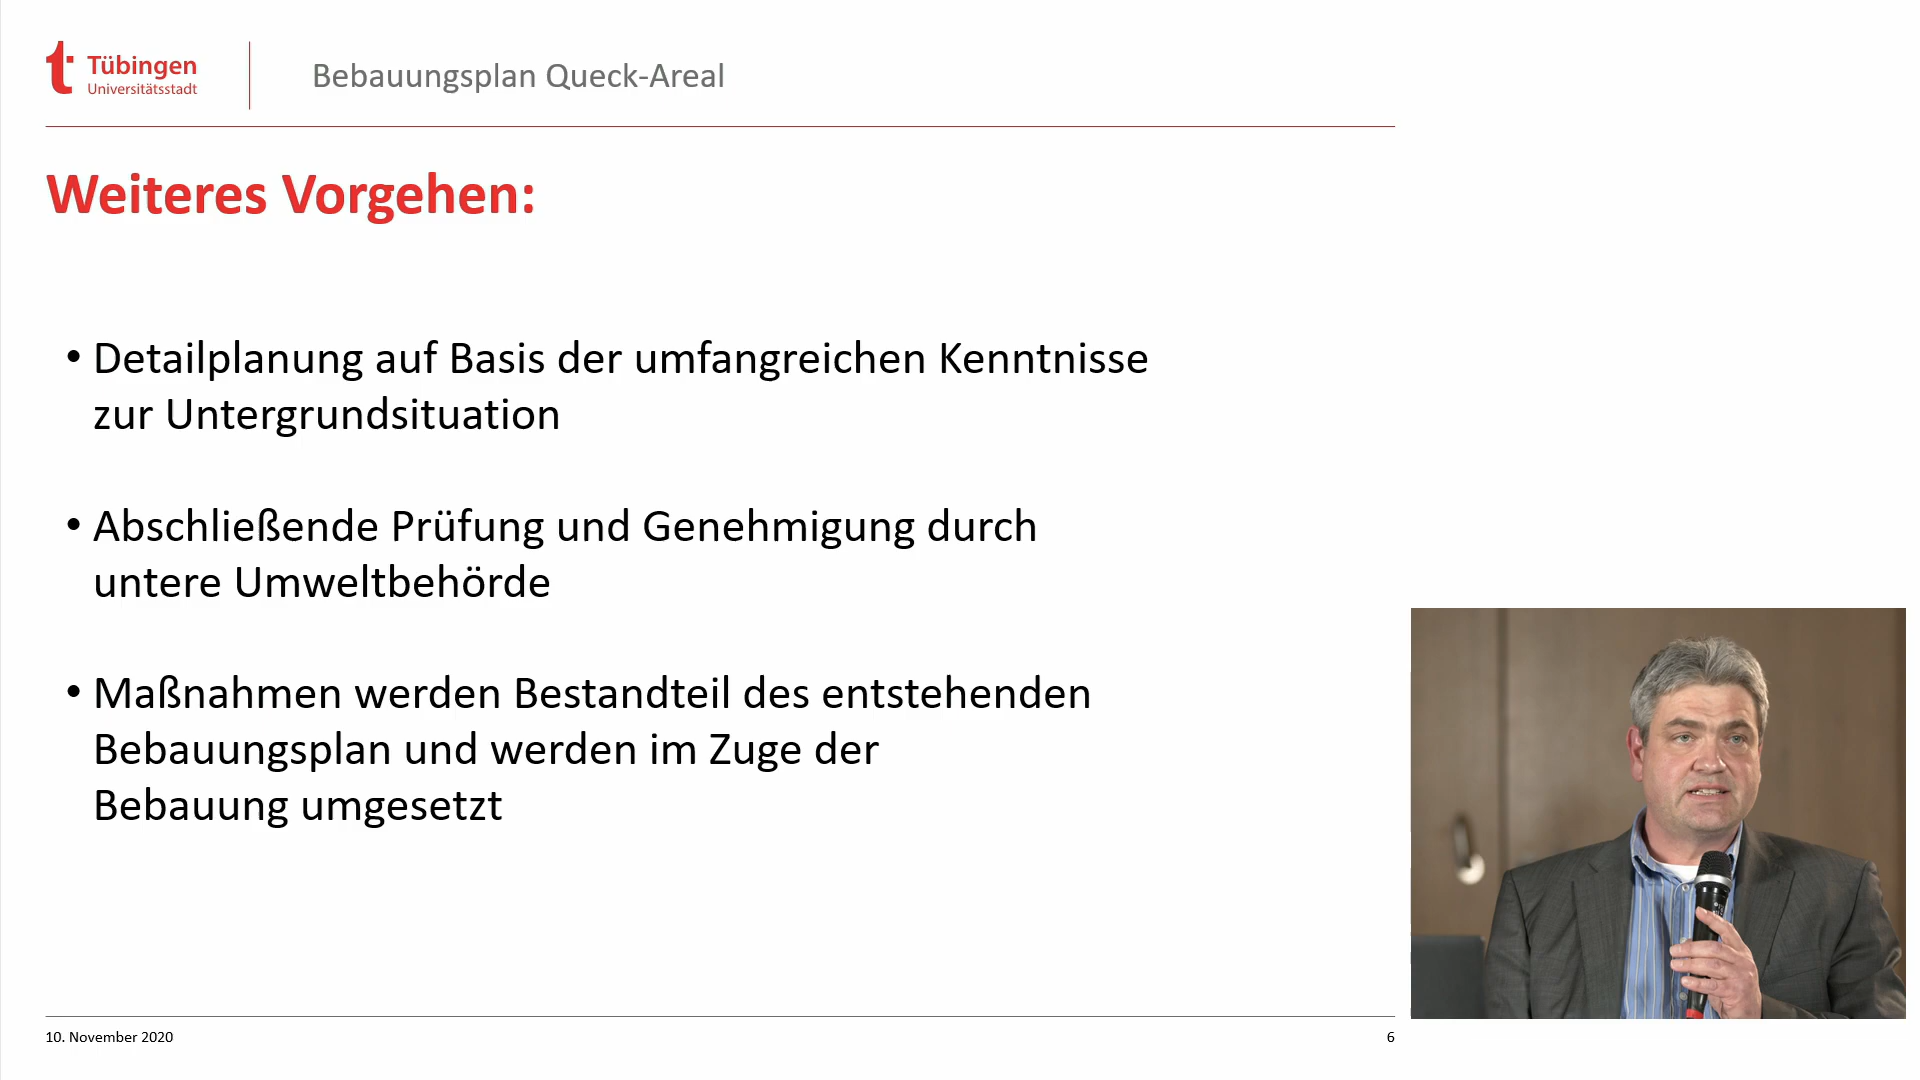 Tübingen
Universitätsstadt
Bebauungsplan Queck-Areal
Weiteres Vorgehen:
• Detailplanung auf Basis der umfangreichen Kenntnisse
zur Untergrundsituation
• Abschließende Prüfung und Genehmigung durch
untere Umweltbehörde
• Maßnahmen werden Bestandteil des entstehenden
Bebauungsplan und werden im Zuge der
Bebauung umgesetzt
10. November 2020
6